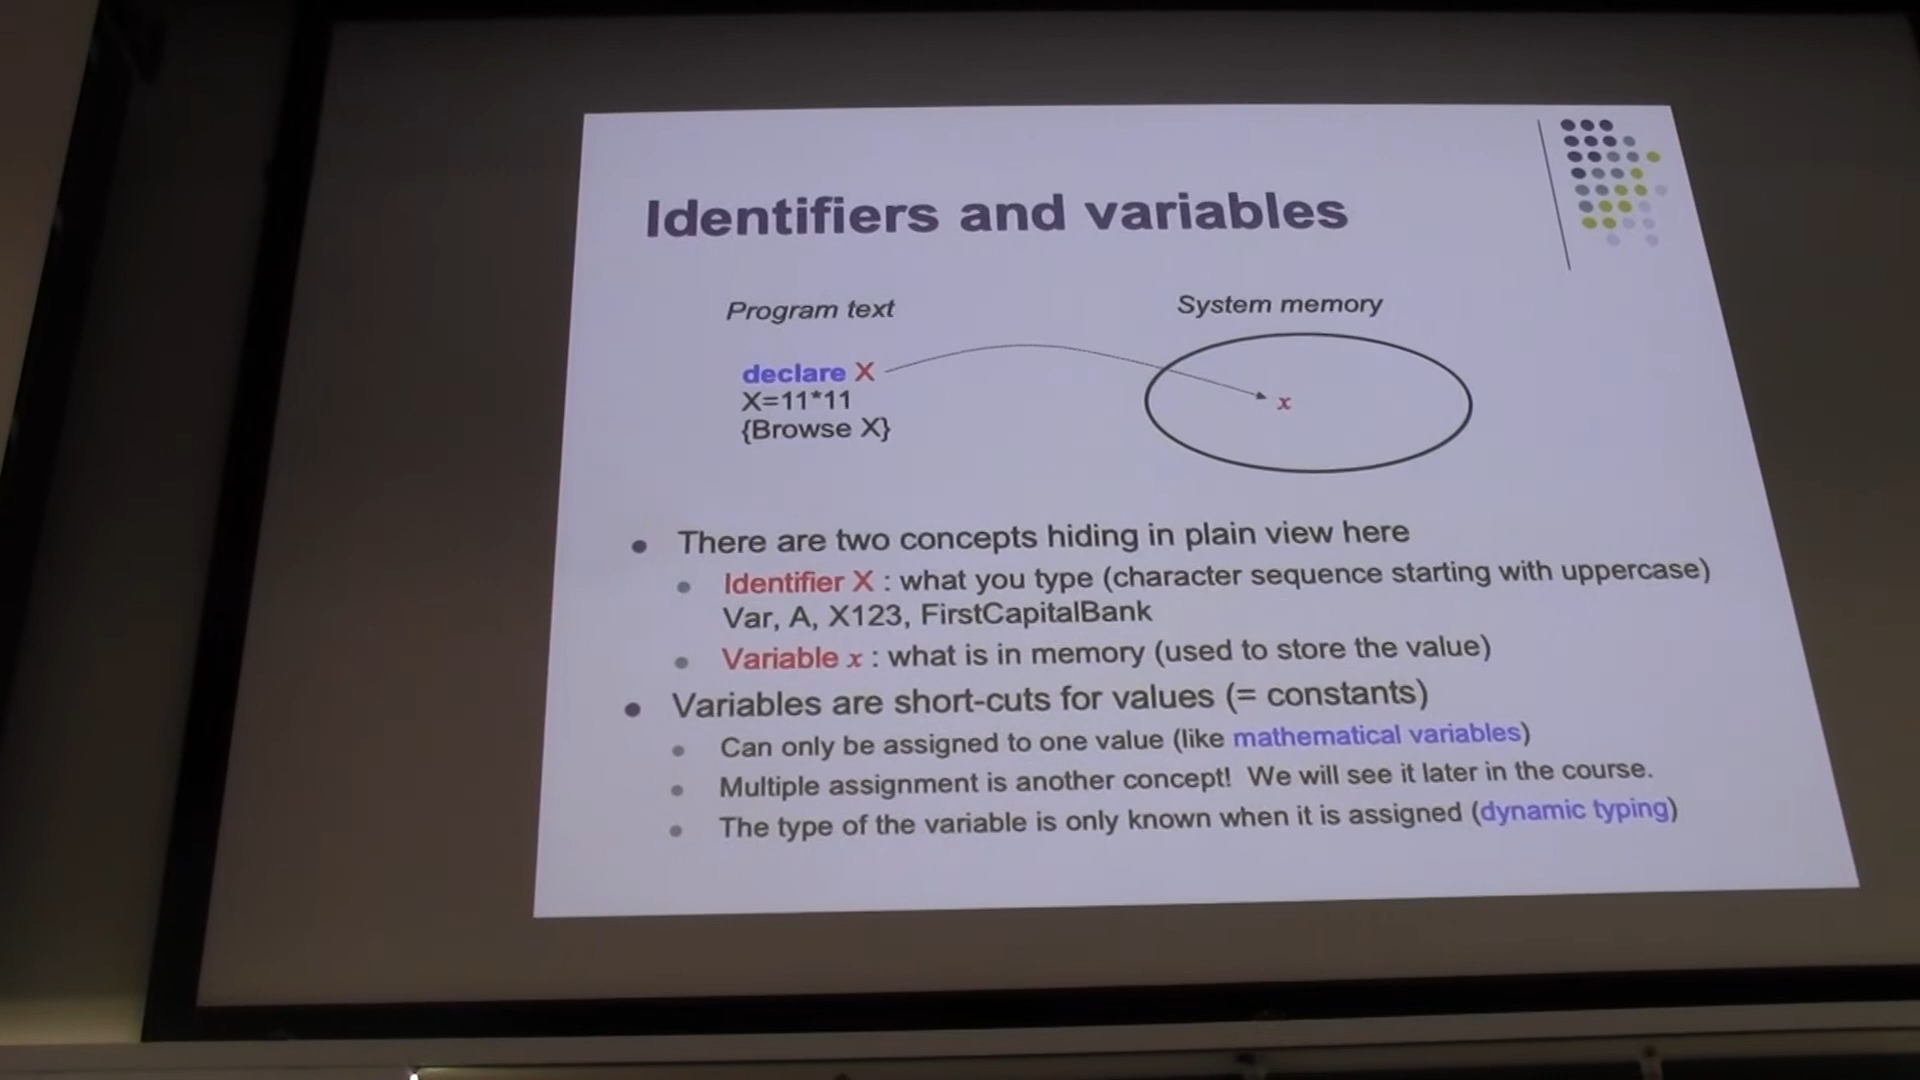 Identifiers and variables
Program text
System memory
declare X
X=11*11
{Browse X}
x
There are two concepts hiding in plain view here
Identifier X : what you type (character sequence starting with uppercase)
Var, A, X123, FirstCapitalBank
Variable x : what is in memory (used to store the value)
Variables are short-cuts for values (= constants)
Can only be assigned to one value (like mathematical variables)
Multiple assignment is another concept! We will see it later in the course.
The type of the variable is only known when it is assigned (dynamic typing)